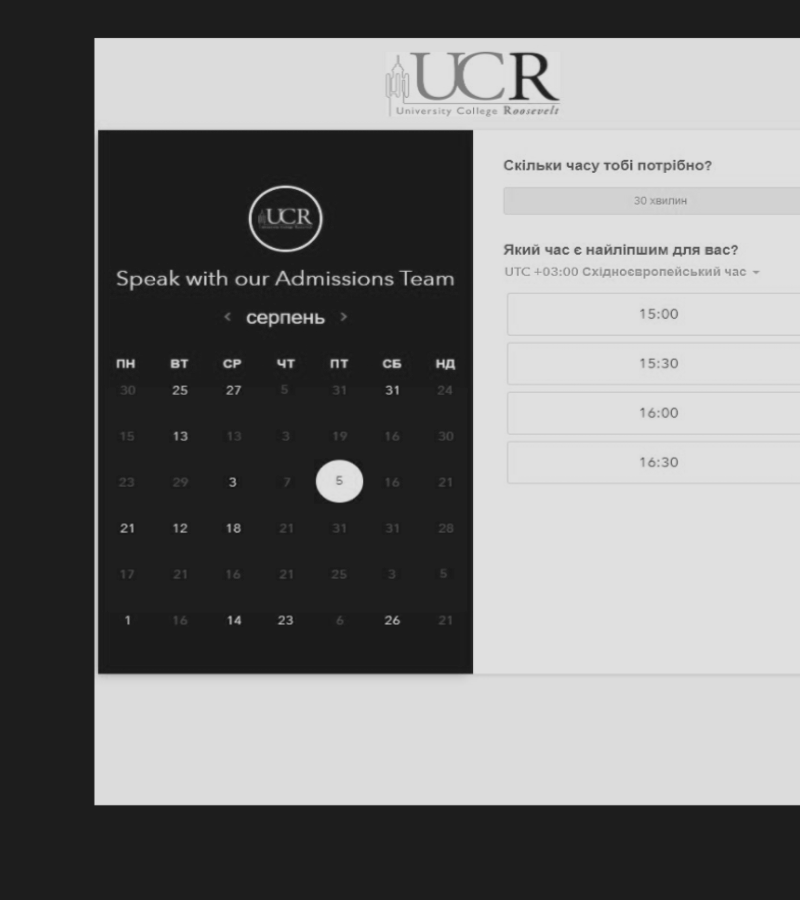 UCR
University College Roosevelt
UCR
Speak with our Admissions Team
< серпень >
ПН ВТ СР ЧТ ПТ СБ НД
30 25 27 5 31 31 24
15 13 13 3 19 16 30
23 29 3 7 5 16 21
21 12 18 21 31 31 28
17 21 16 21 25 3 5
1 16 14 23 6 26 21
Скільки часу тобі потрібно?
30 хвилин
Який час є найліпшим для вас?
UTC +03:00 Східноєвропейський час
15:00
15:30
16:00
16:30